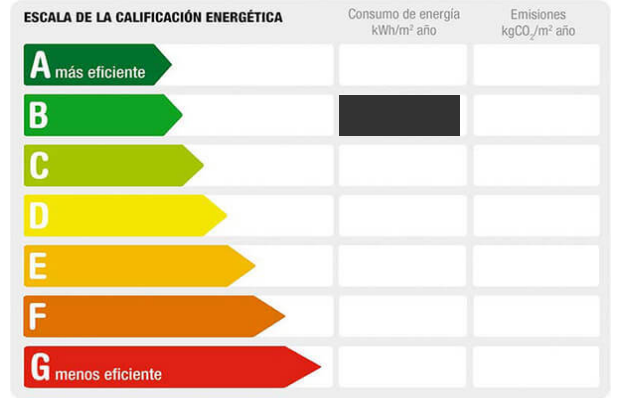 ESCALA DE LA CALIFICACIÓN ENERGÉTICA
Consumo de energía
kWh/m² año
Emisiones
kgCO₂/m² año
A más eficiente
B
C
D
E
F
G menos eficiente